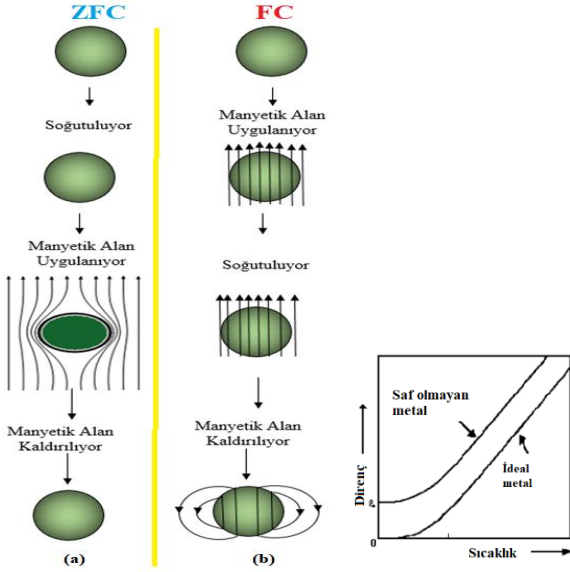 ZFC
Soğutuluyor
Manyetik Alan
Uygulanıyor
Manyetik Alan
Kaldırılıyor
(a)
FC
Manyetik Alan
Uygulanıyor
Soğutuluyor
Manyetik Alan
Kaldırılıyor
(b)
Direnç
Saf olmayan
metal
İdeal
metal
0
Sıcaklık